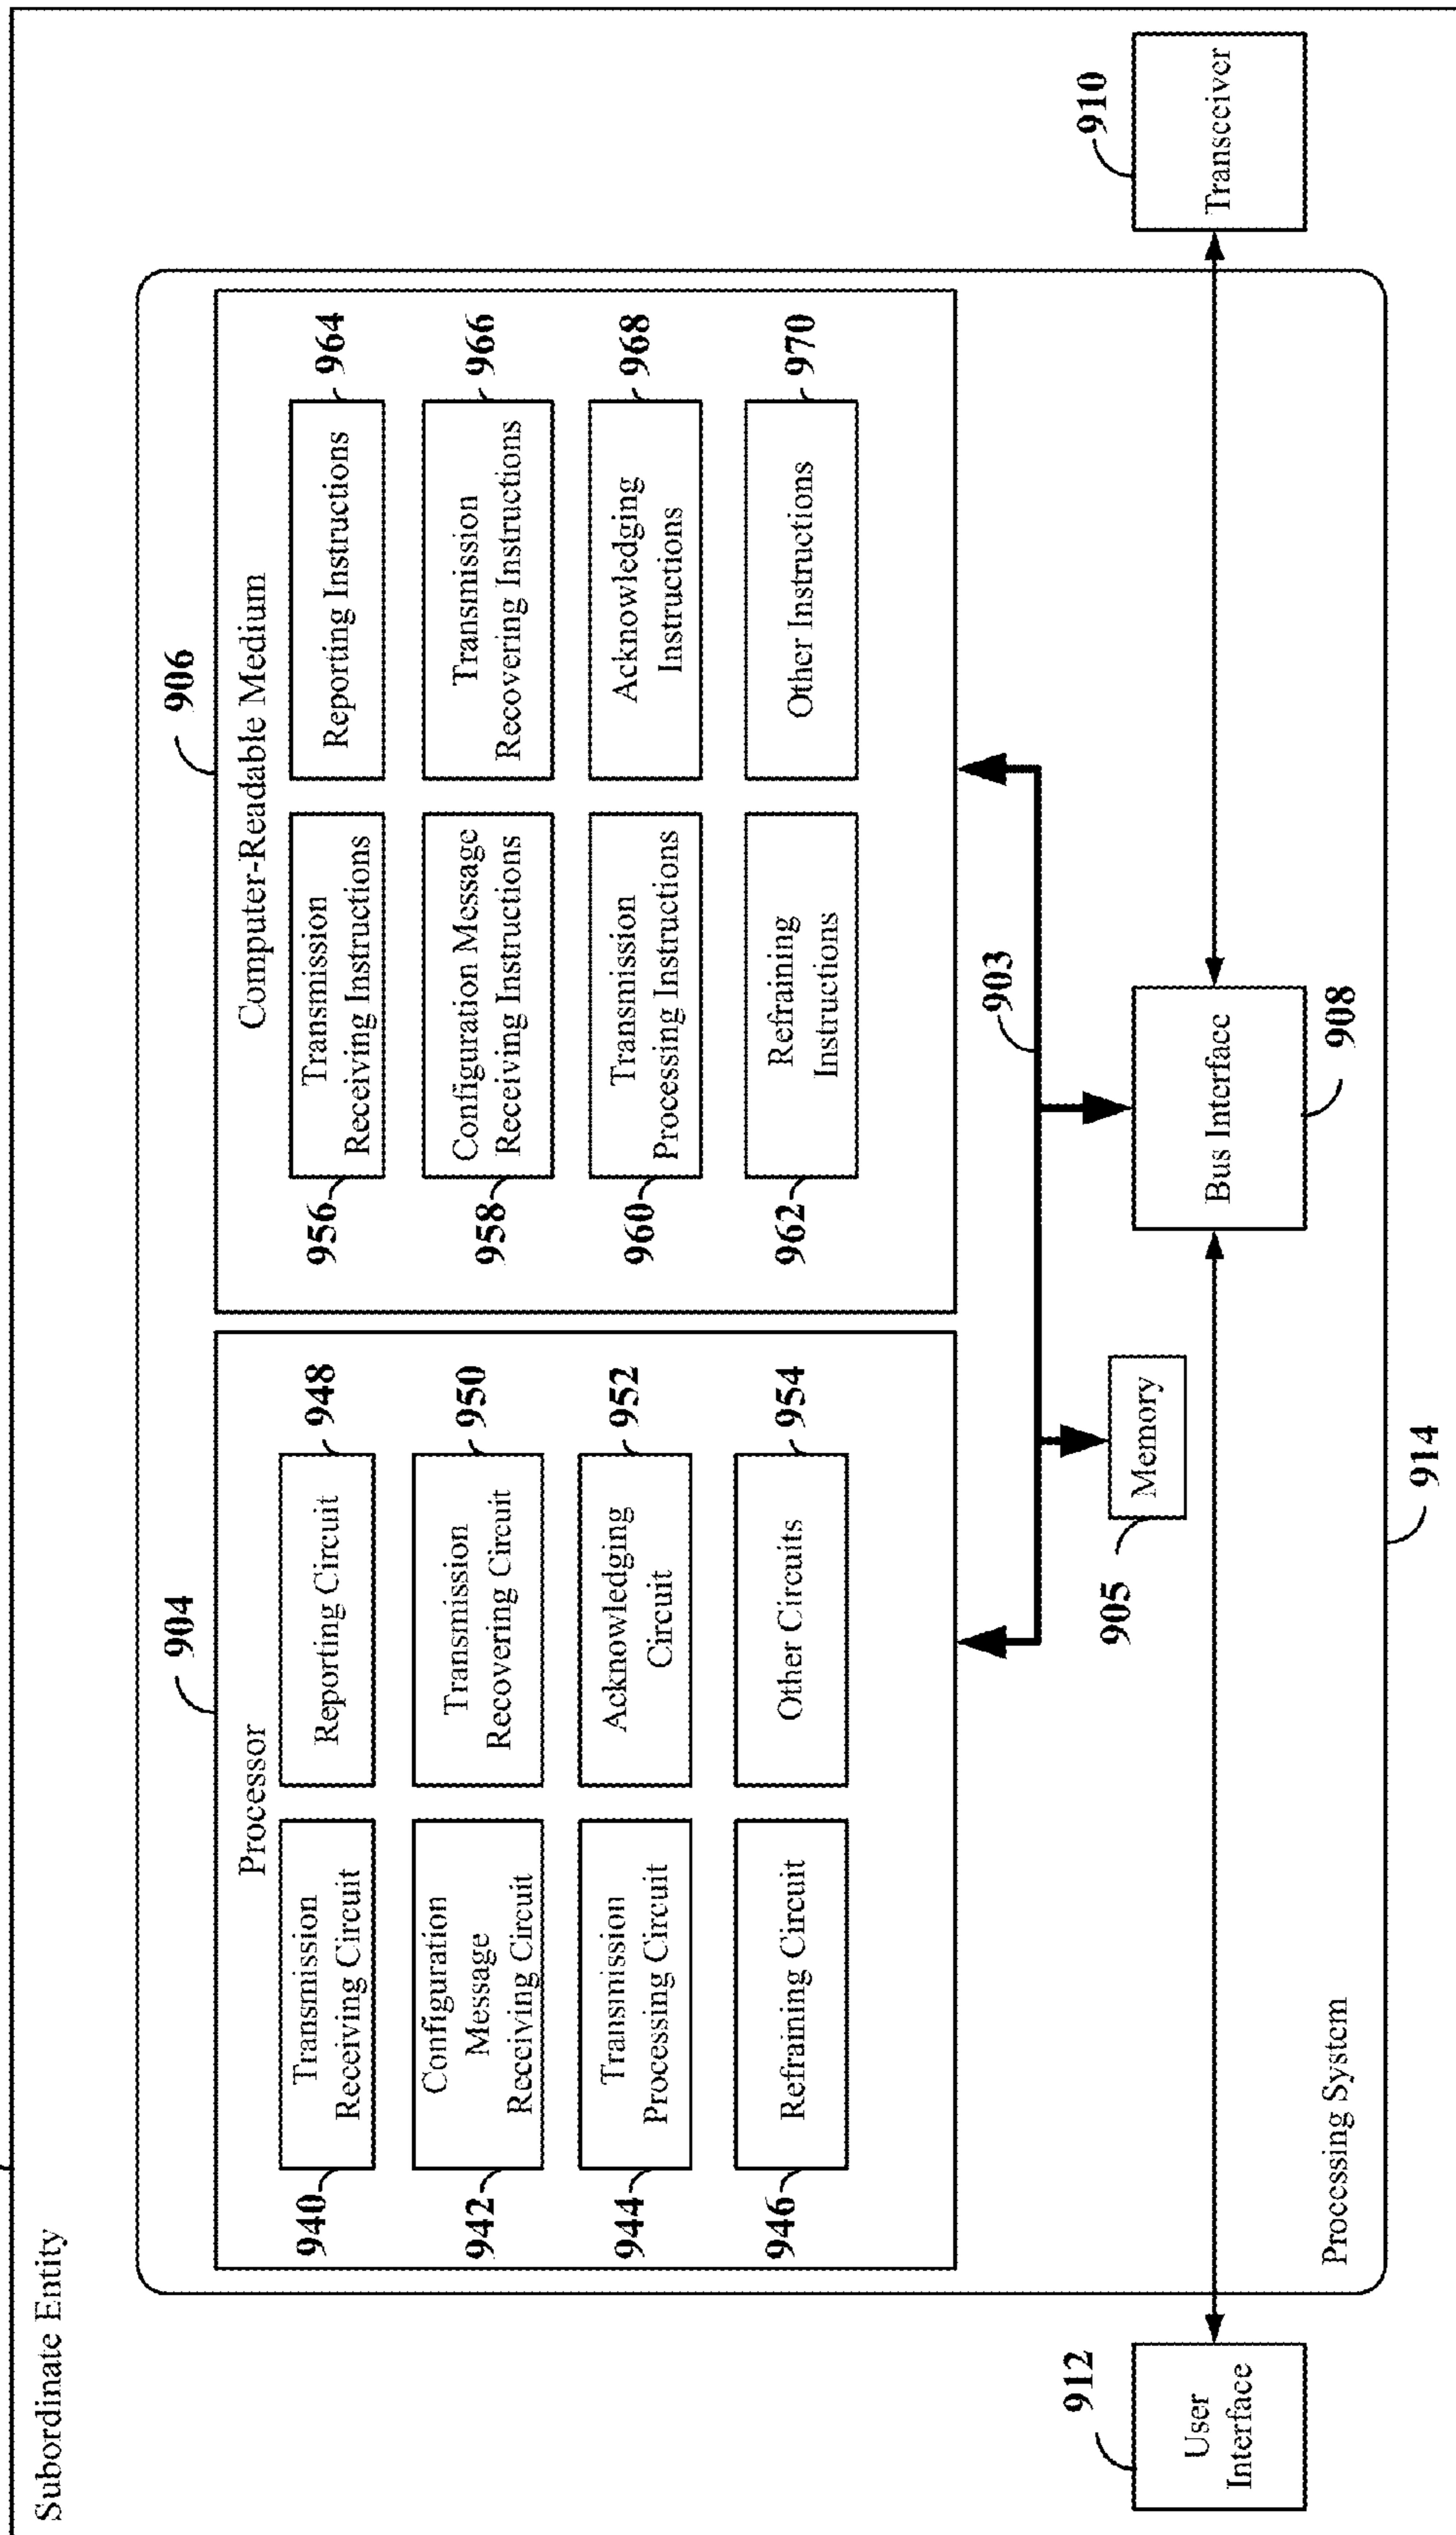 Subordinate Entity
904
906
Processor
940
Transmission
Receiving Circuit
Reporting Circuit
948
942
Configuration
Message
Receiving Circuit
Transmission
Recovering Circuit
950
944
Transmission
Processing Circuit
Acknowledging
Circuit
952
946
Refraining Circuit
Other Circuits
954
Computer-Readable Medium
956
Transmission
Receiving Instructions
Reporting Instructions
964
958
Configuration Message
Receiving Instructions
Transmission
Recovering Instructions
966
960
Transmission
Processing Instructions
Acknowledging
Instructions
968
962
Refraining
Instructions
Other Instructions
970
903
912
User
Interface
905
Memory
Bus Interface
908
910
Transceiver
Processing System
914